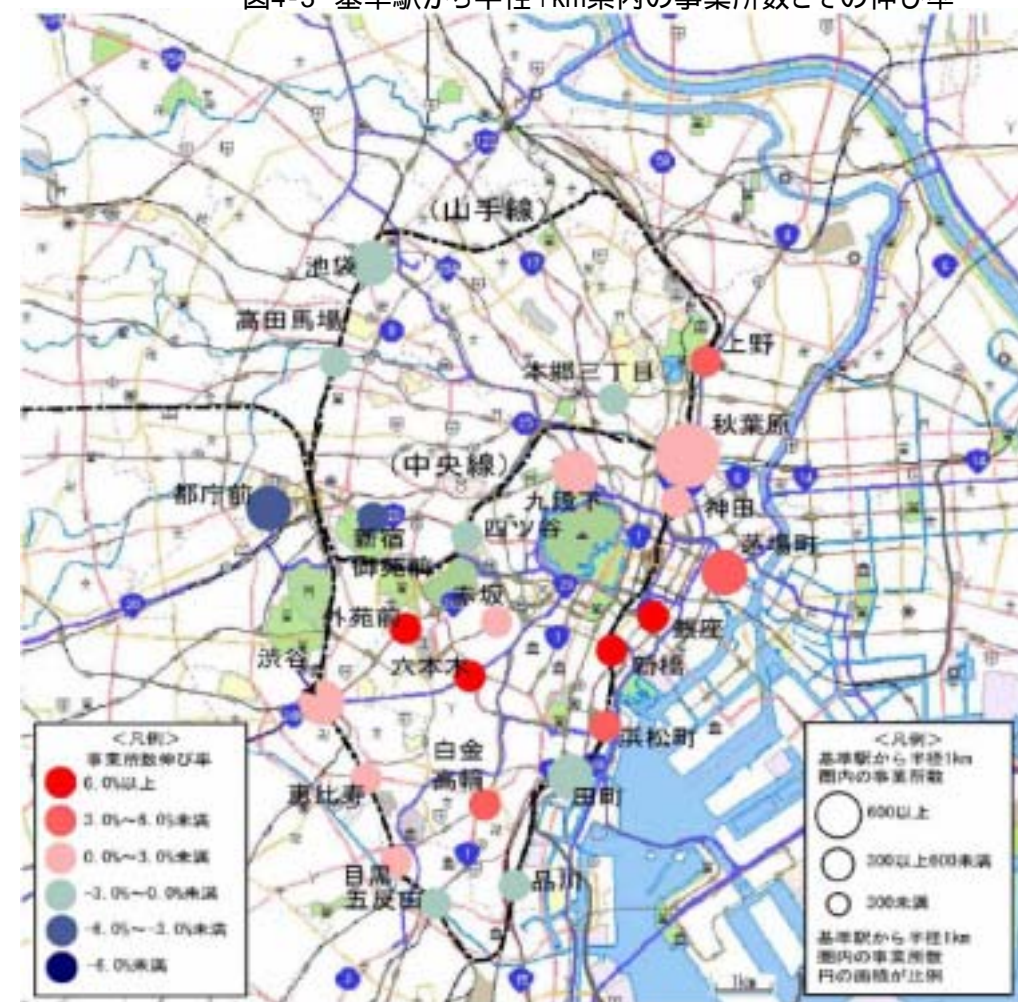 図4-3 基準駅から半径1km県内の事業所数とその伸び率
(山手線)
池袋
高田馬場
上野
本郷三丁目
秋葉原
(中央線)
九段下
都庁前
神田
四ツ谷
新宿
御苑前
茅場町
赤坂
外苑前
銀座
渋谷
六本木
新橋
浜松町
白金
高輪
恵比寿
田町
目黒
五反田
品川
<凡例>
事業所数伸び率
6.0%以上
3.0%~6.0%未満
0.0%~3.0%未満
-3.0%~0.0%未満
-6.0%~-3.0%未満
-6.0%未満
<凡例>
基準駅から半径1km
圏内の事業所数
600以上
300以上600未満
300未満
基準駅から半径1km
圏内の事業所数
円の面積が比例
1km